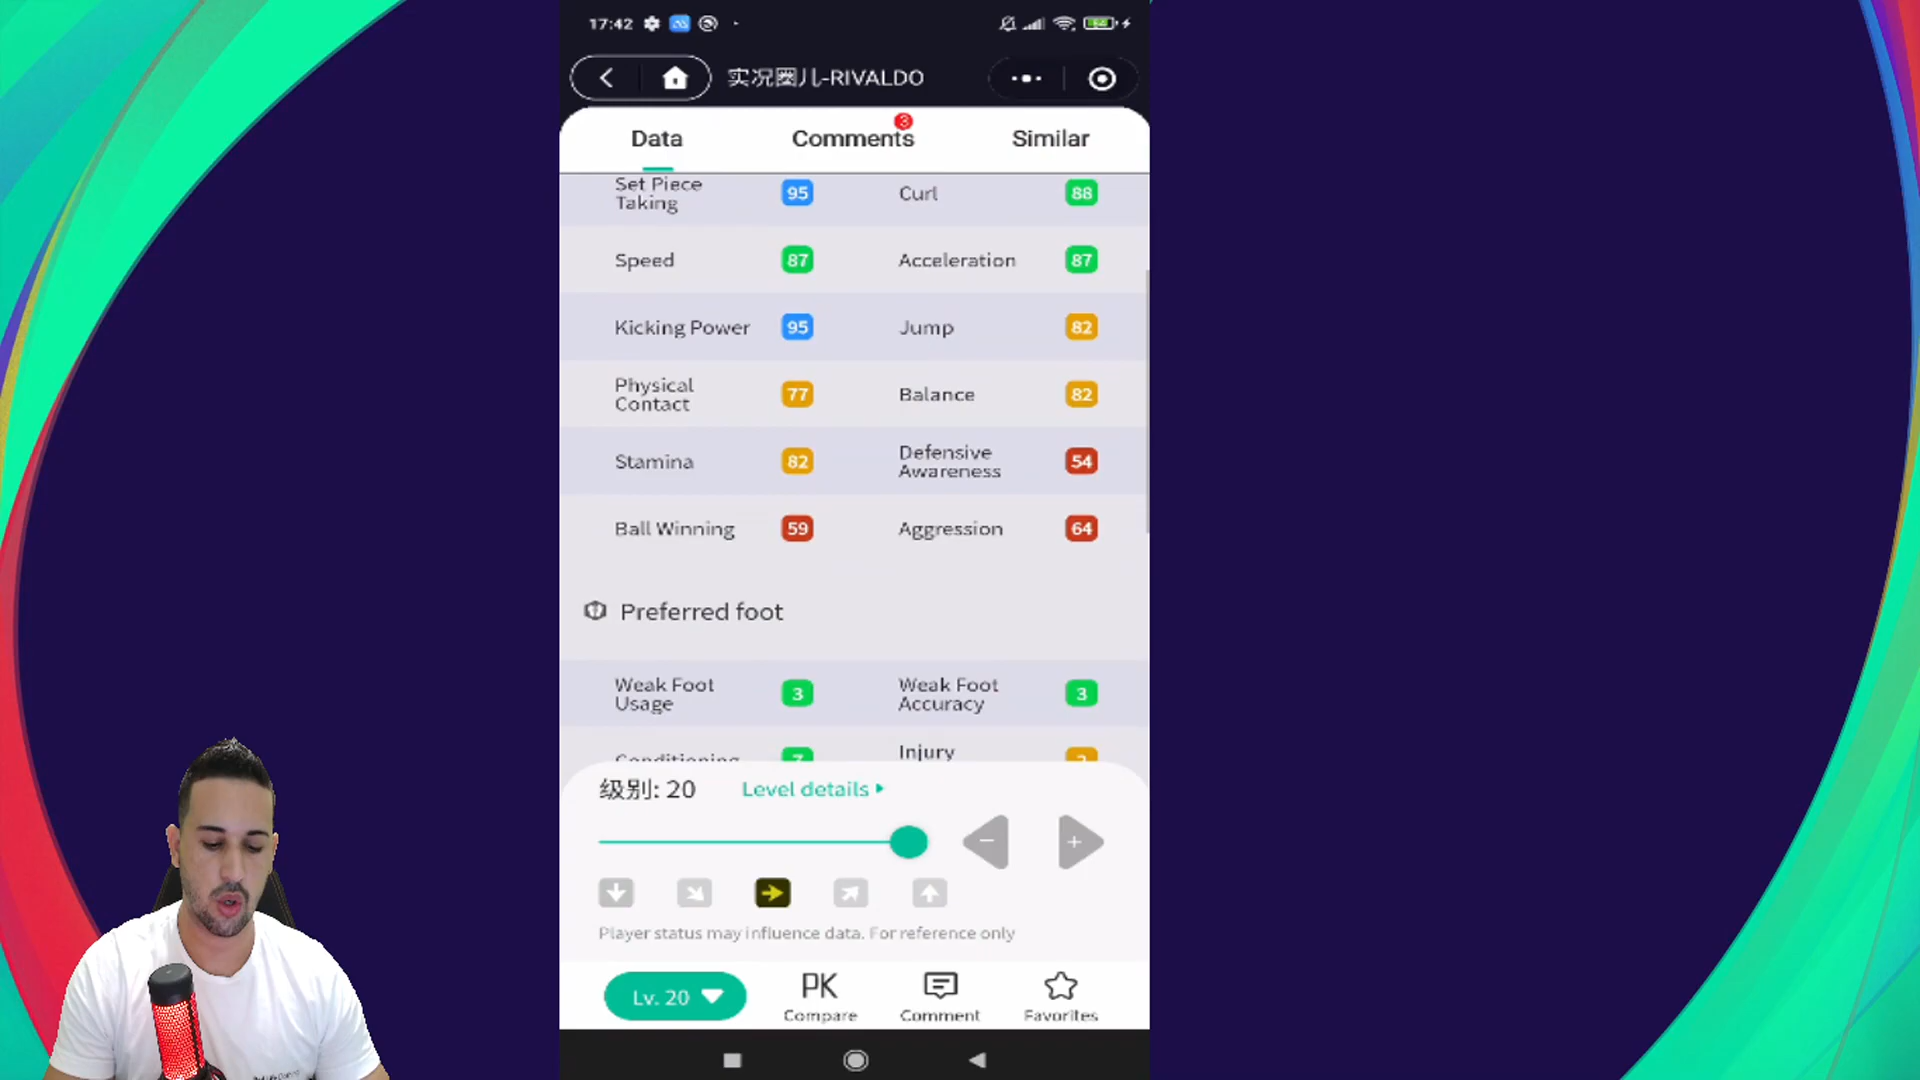 17:42
实况圈儿-RIVALDO
Data
Comments
3
Similar
Set Piece
Taking
95
Curl
88
Speed
87
Acceleration
87
Kicking Power
95
Jump
82
Physical
Contact
77
Balance
82
Stamina
82
Defensive
Awareness
54
Ball Winning
59
Aggression
64
Preferred foot
Weak Foot
Usage
3
Weak Foot
Accuracy
3
Conditioning
Injury
级别: 20
Level details
Player status may influence data. For reference only
Lv. 20
PK
Compare
Comment
Favorites